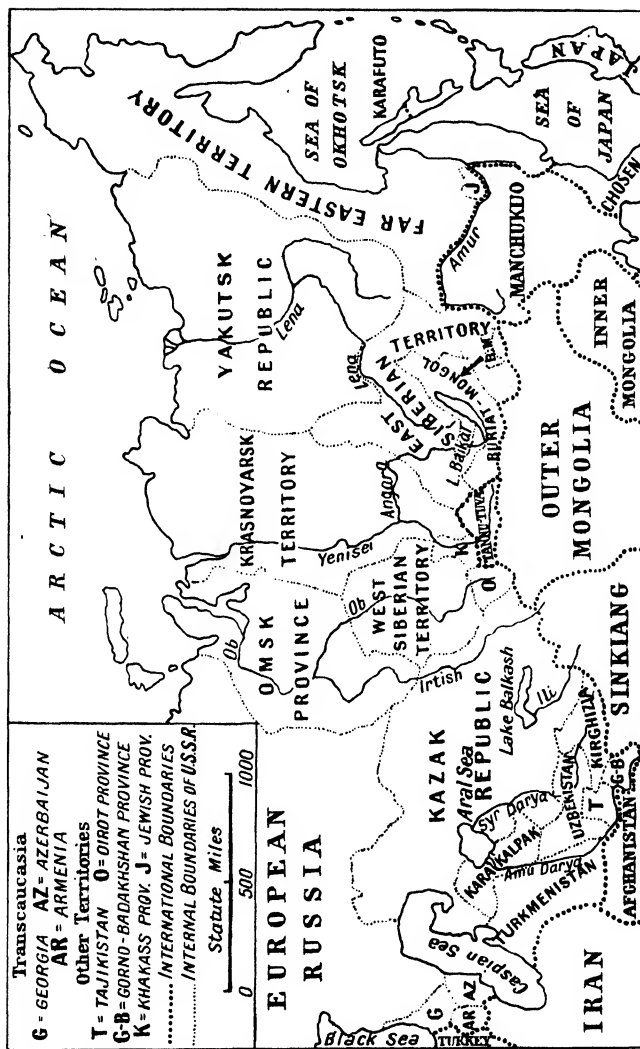 Transcaucasia
G = GEORGIA AZ = AZERBAIJAN
AR = ARMENIA
Other Territories
T = TAJIKISTAN O = OIROT PROVINCE
G-B = GORNO-BADAKHSHAN PROVINCE
K = KHAKASS PROV. J = JEWISH PROV.
INTERNATIONAL BOUNDARIES
INTERNAL BOUNDARIES OF U.S.S.R.
Statute Miles
0 500 1000
ARCTIC OCEAN
EUROPEAN
RUSSIA
OMSK
PROVINCE
Ob
Ob
KRASNOYARSK
TERRITORY
Yenisei
Angara
YAKUTSK
REPUBLIC
Lena
Lena
FAR EASTERN TERRITORY
SEA OF
OKHOTSK
KARAFUTO
JAPAN
SEA
OF
JAPAN
CHOSEN
J
Amur
MANCHUKUO
WEST
SIBERIAN
TERRITORY
Irtish
EAST
SIBERIAN
TERRITORY
L. Baikal
BURIAT-MONGOL
B.M.
K
TANNU-TUVA
O
OUTER
MONGOLIA
INNER
MONGOLIA
KAZAK
REPUBLIC
Aral Sea
Lake Balkash
Ili
Syr Darya
KARAKALPAK
UZBEKISTAN
KIRGHIZIA
T
G-B
Amu Darya
TURKMENISTAN
SINKIANG
AFGHANISTAN
Caspian Sea
Black Sea
G
AR
AZ
TURKEY
IRAN